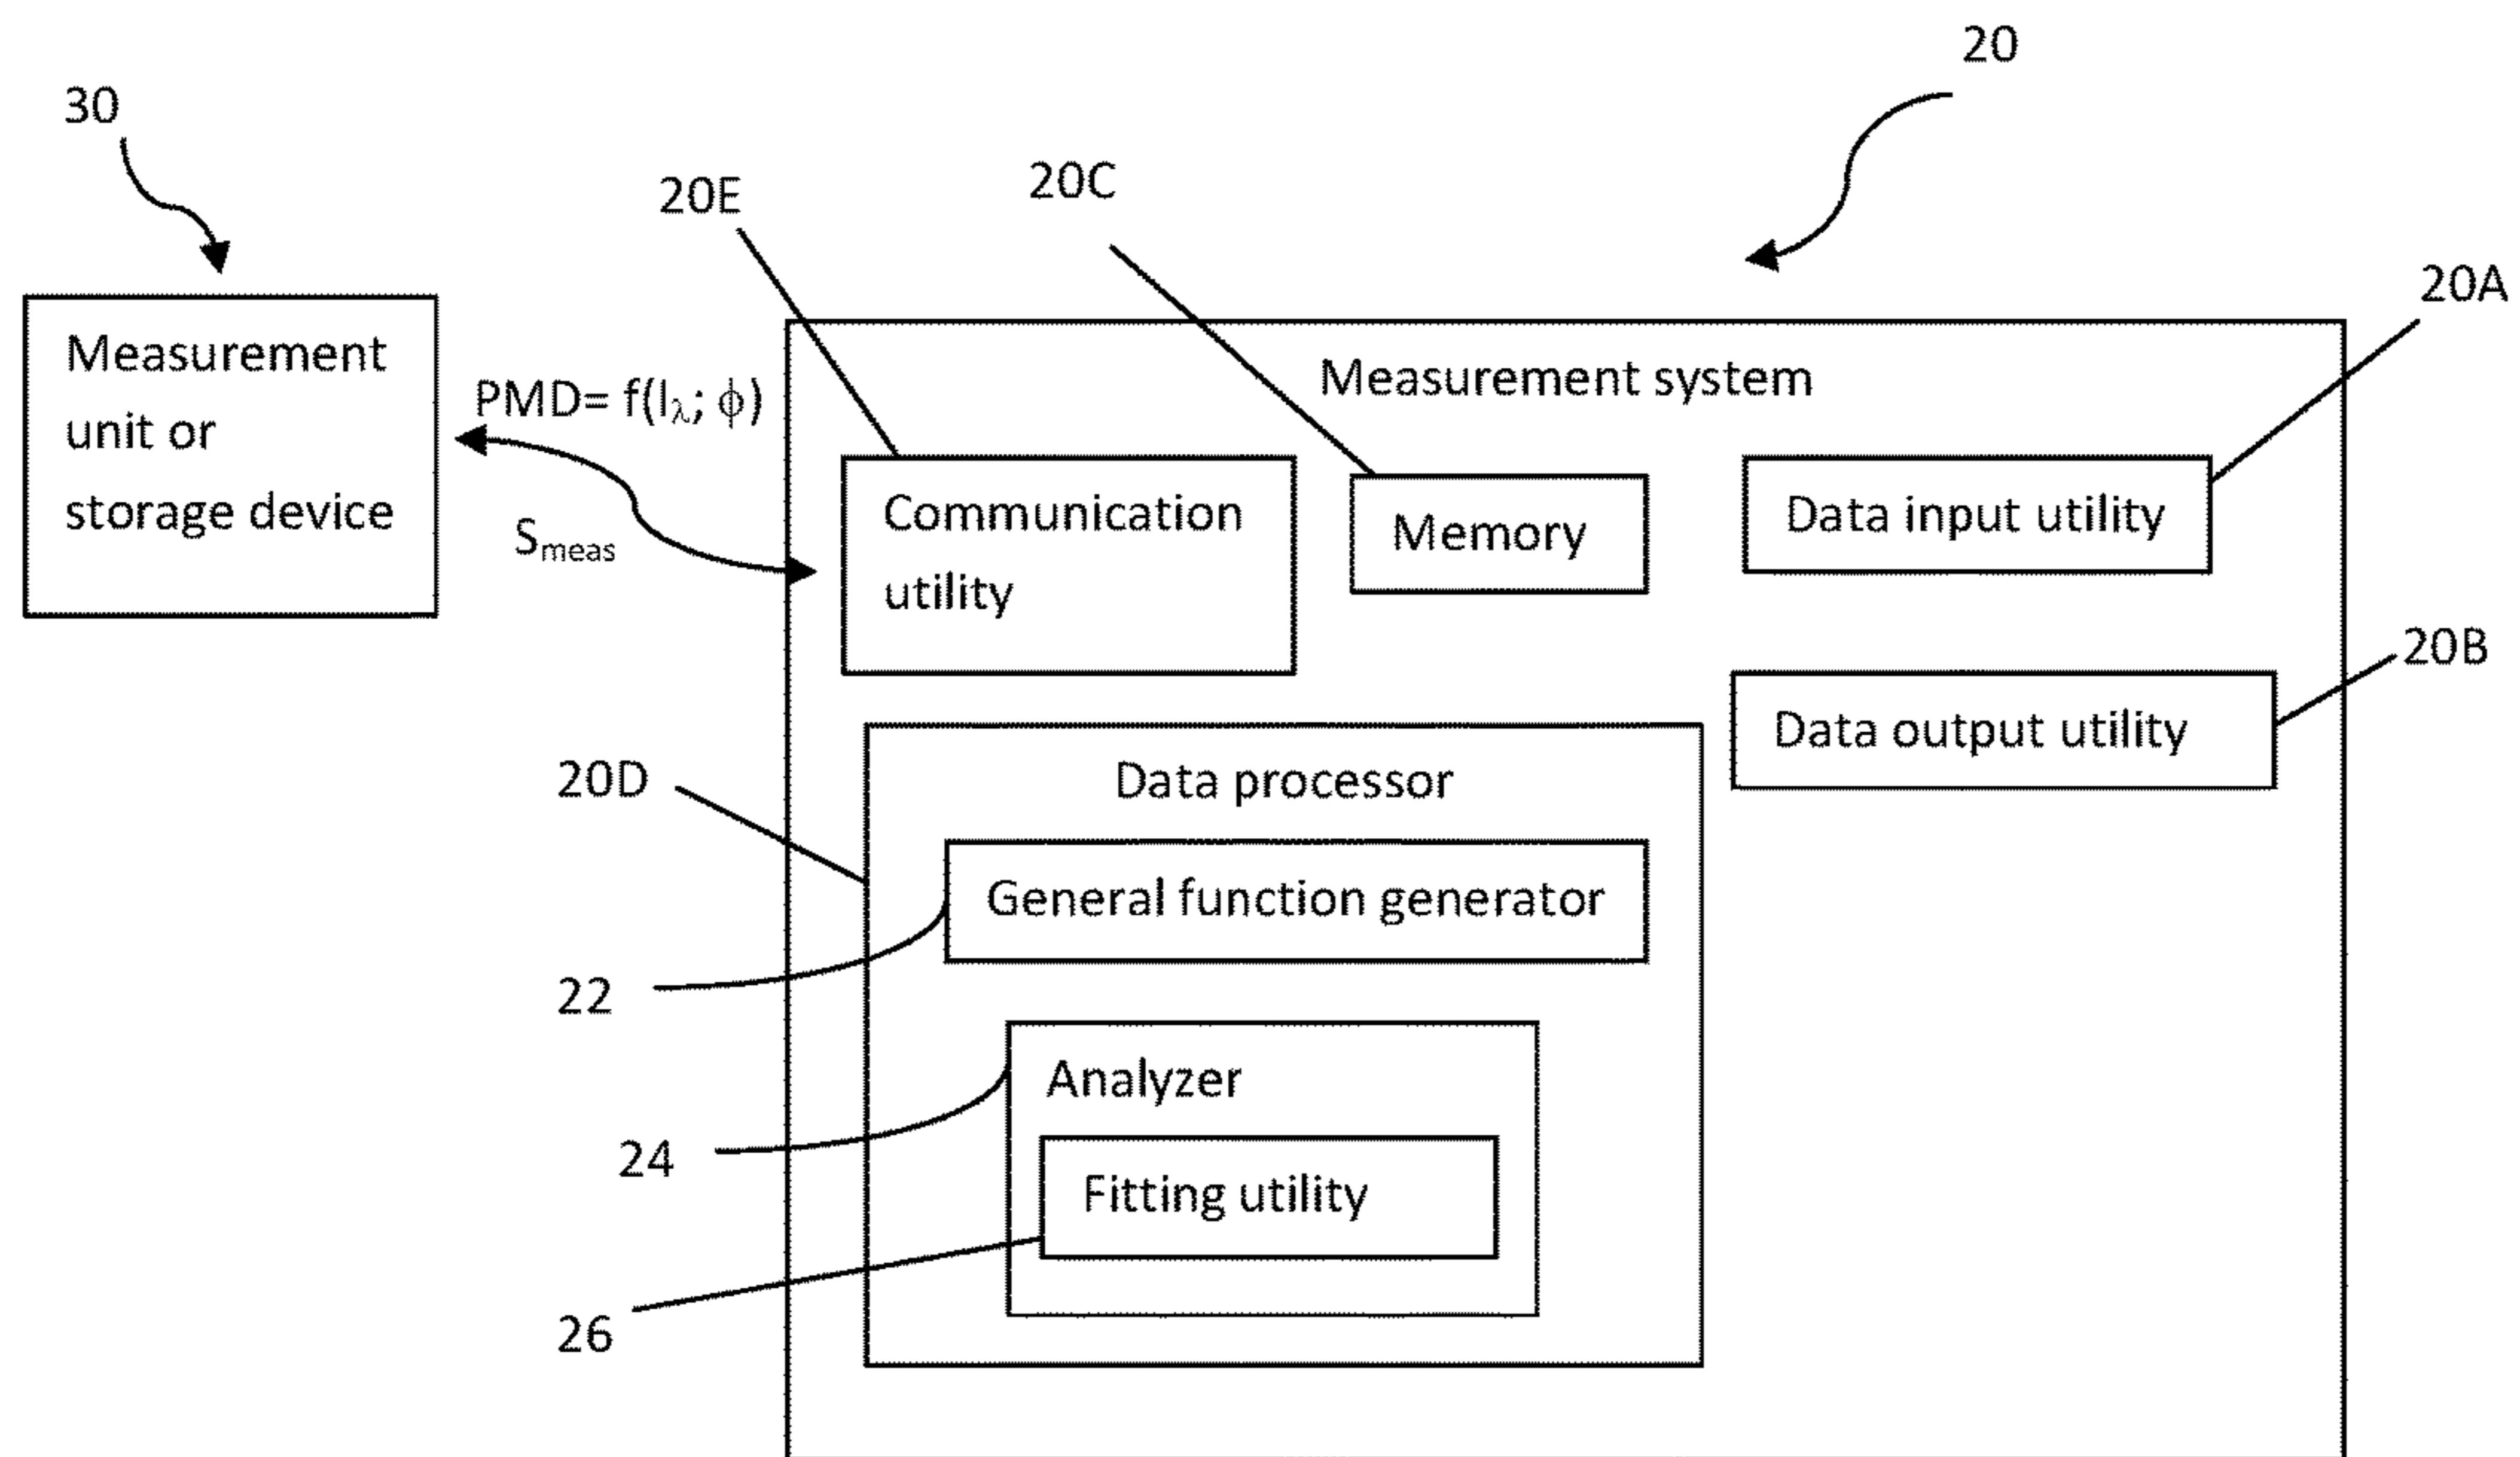 20
30
20C
20E
20A
Measurement
unit or
storage device
PMD= f(Iλ; ϕ)
Smeas
Measurement system
Communication
utility
Memory
Data input utility
20B
Data output utility
20D
Data processor
General function generator
22
Analyzer
24
Fitting utility
26